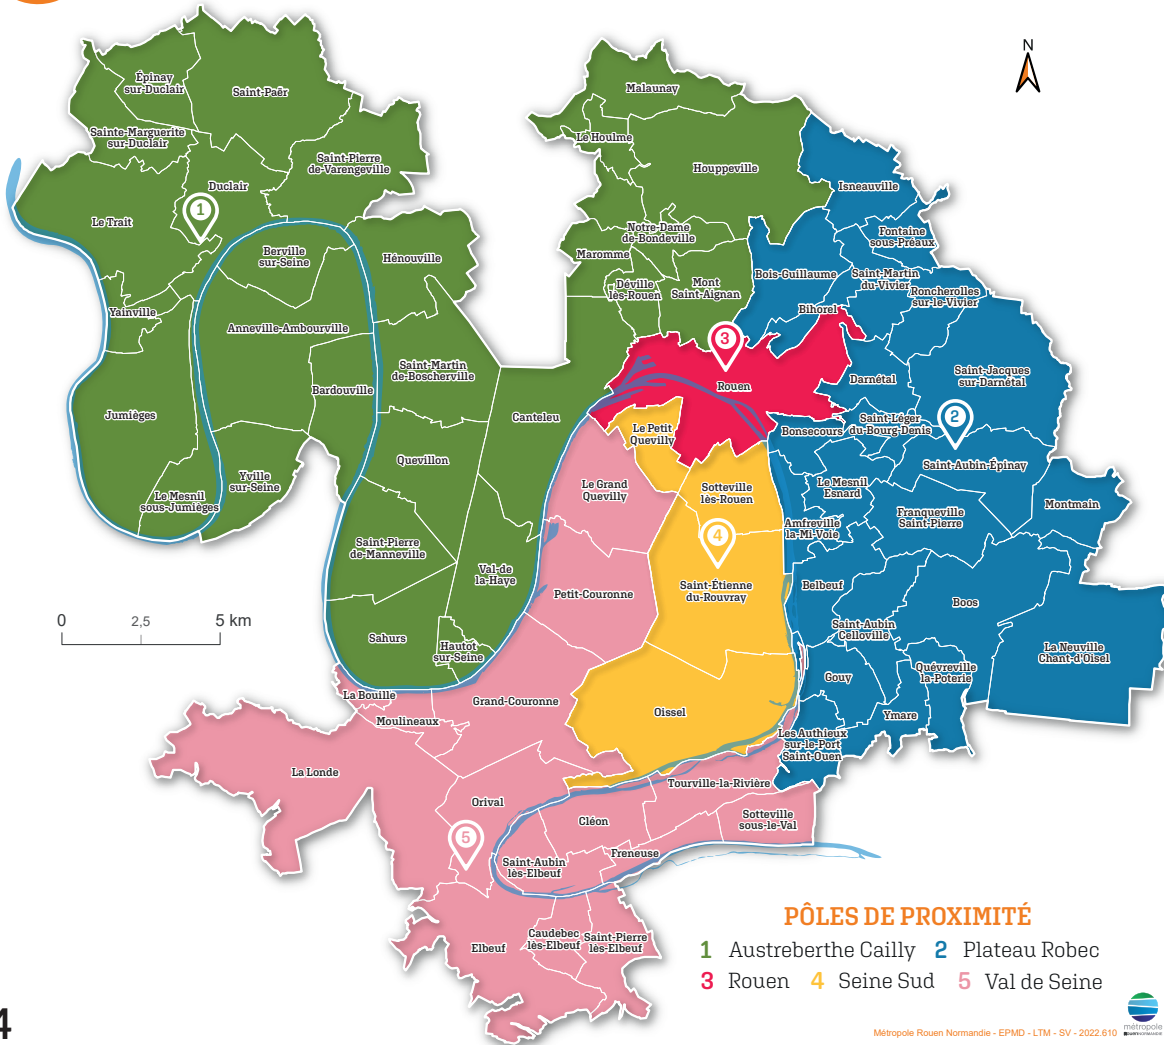 N
Épinay
sur-Duclair
Saint-Paër
Malaunay
Sainte-Marguerite
sur-Duclair
Le Houlme
Saint-Pierre
de-Varengeville
Houppeville
Duclair
Isneauville
1
Le Trait
Notre-Dame
de-Bondeville
Fontaine
sous-Préaux
Berville
sur-Seine
Hénouville
Maromme
Bois-Guillaume
Saint-Martin
du-Vivier
Déville
lès-Rouen
Mont
Saint-Aignan
Roncherolles
sur-le-Vivier
Yainville
Bihorel
Anneville-Ambourville
3
Saint-Martin
de-Boscherville
Saint-Jacques
sur-Darnétal
Darnétal
Bardouville
Rouen
Jumièges
Canteleu
2
Saint-Léger
du-Bourg-Denis
Le Petit
Quevilly
Bonsecours
Quevillon
Saint-Aubin-Épinay
Yville
sur-Seine
Le Grand
Quevilly
Sotteville
lès-Rouen
Le Mesnil
Esnard
Le Mesnil
sous-Jumièges
Montmain
Franqueville
Saint-Pierre
Amfreville
la-Mi-Voie
4
Saint-Pierre
de-Manneville
Val-de
la-Haye
Saint-Étienne
du-Rouvray
Belbeuf
Petit-Couronne
Boos
0 2,5 5 km
Saint-Aubin
Celloville
Sahurs
Hautot
sur-Seine
La Neuville
Chant-d'Oisel
Gouy
Quévreville
la-Poterie
La Bouille
Grand-Couronne
Oissel
Ymare
Moulineaux
Les Authieux
sur-le-Port
Saint-Ouen
La Londe
Tourville-la-Rivière
Orival
Sotteville
sous-le-Val
Cléon
5
Freneuse
Saint-Aubin
lès-Elbeuf
Elbeuf
Caudebec
lès-Elbeuf
Saint-Pierre
lès-Elbeuf
PÔLES DE PROXIMITÉ
1 Austreberthe Cailly 2 Plateau Robec
3 Rouen 4 Seine Sud 5 Val de Seine
4
Métropole Rouen Normandie - EPMD - LTM - SV - 2022.610
métropole
ROUENNORMANDIE